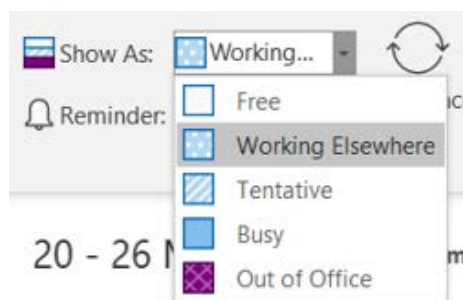 Show As: Working...
Reminder:
Free
Working Elsewhere
Tentative
Busy
20 - 26
Out of Office